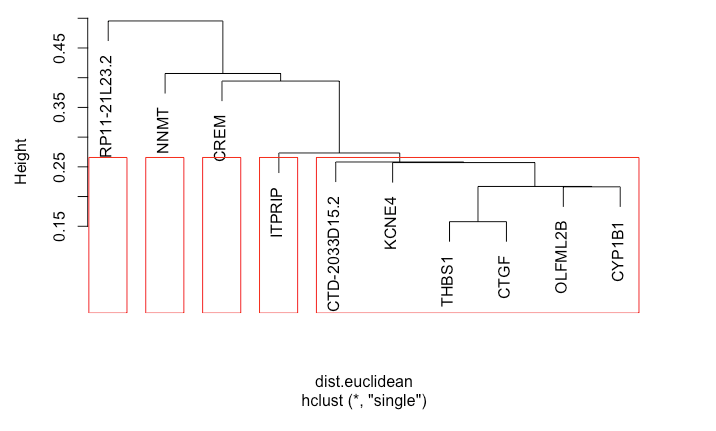 Height
0.45
0.35
0.25
0.15
RP11-21L23.2
NNMT
CREM
ITPRIP
CTD-2033D15.2
KCNE4
THBS1
CTGF
OLFML2B
CYP1B1
dist.euclidean
hclust (*, "single")